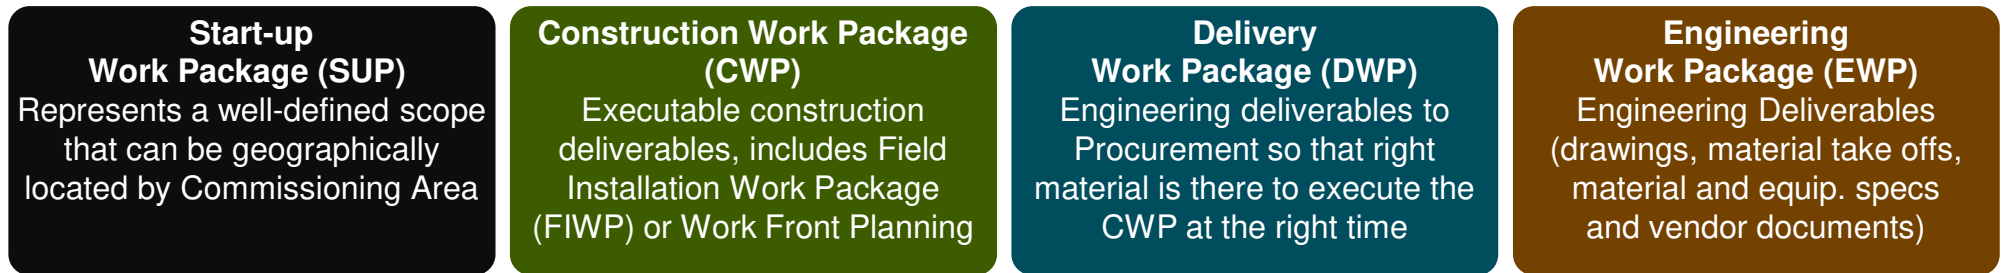 Start-up
Work Package (SUP)
Represents a well-defined scope
that can be geographically
located by Commissioning Area
Construction Work Package
(CWP)
Executable construction
deliverables, includes Field
Installation Work Package
(FIWP) or Work Front Planning
Delivery
Work Package (DWP)
Engineering deliverables to
Procurement so that right
material is there to execute the
CWP at the right time
Engineering
Work Package (EWP)
Engineering Deliverables
(drawings, material take offs,
material and equip. specs
and vendor documents)